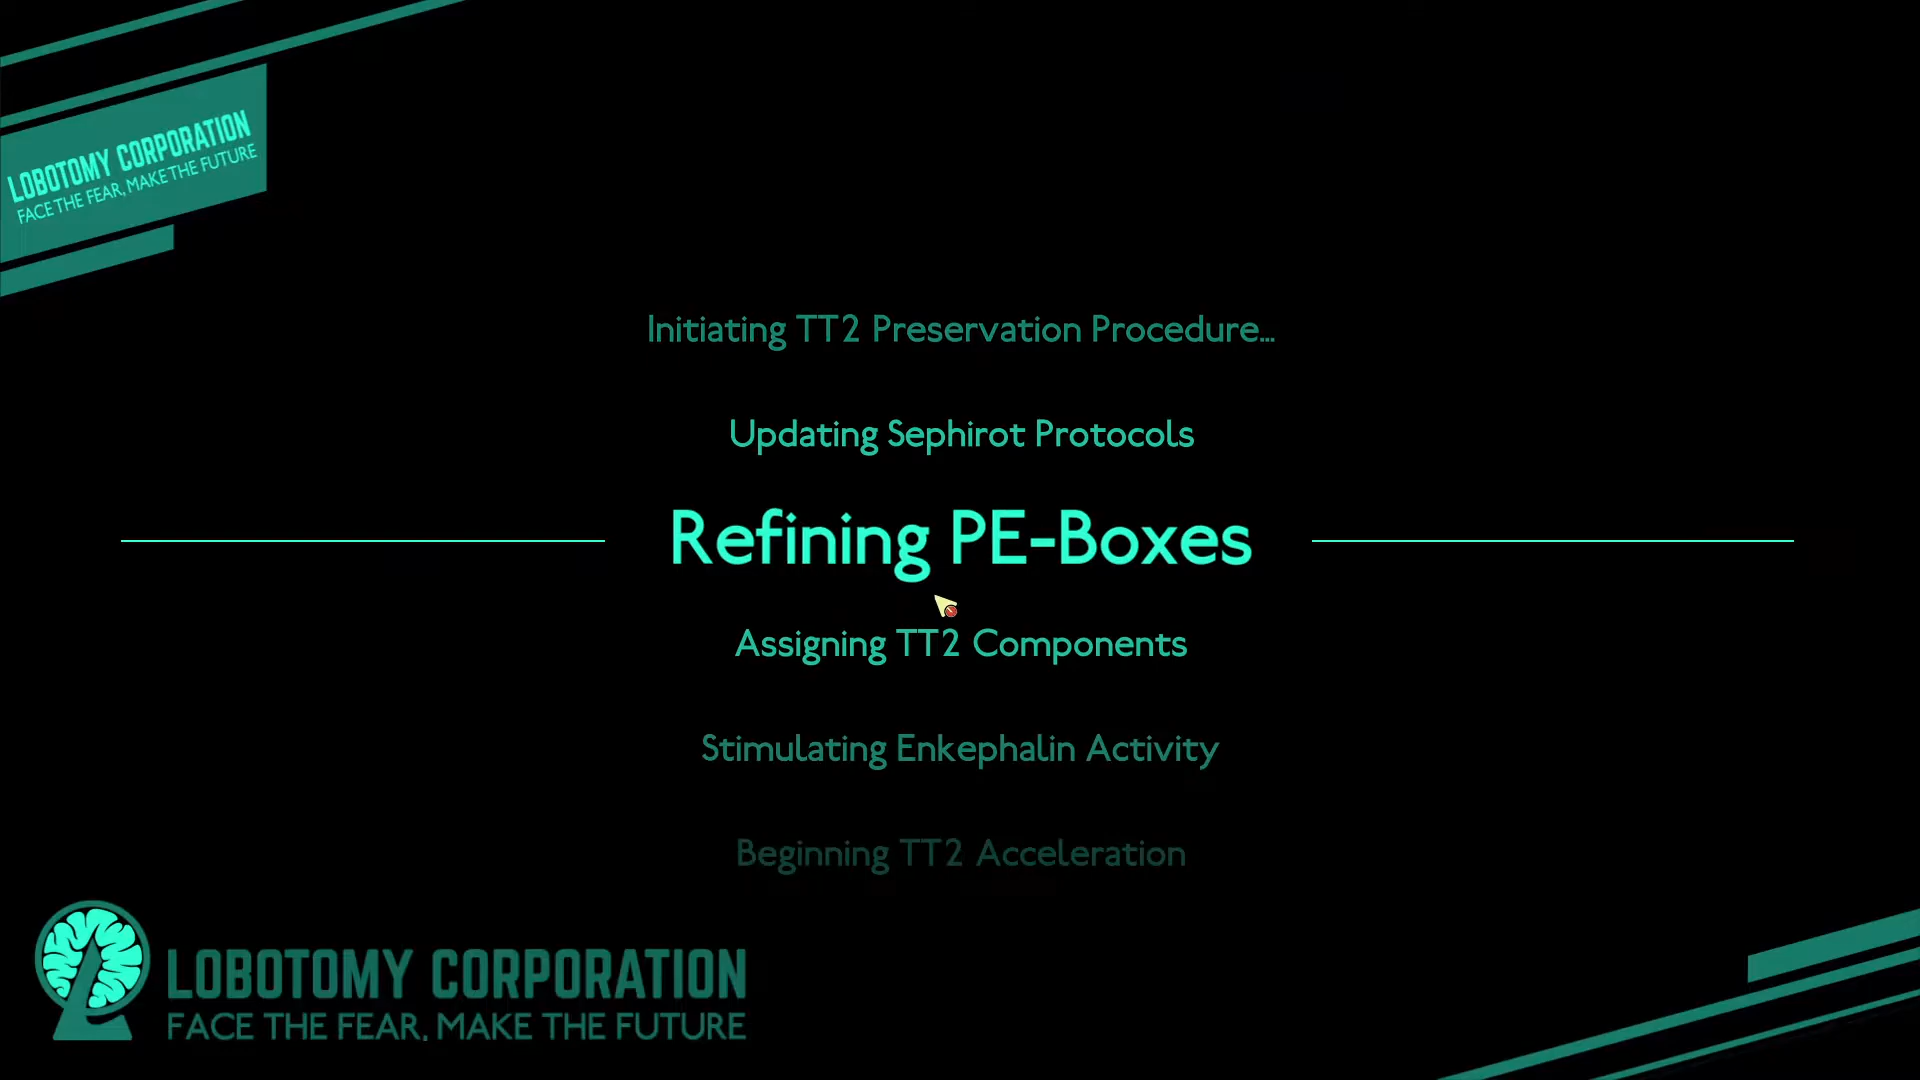 LOBOTOMY CORPORATION
FACE THE FEAR, MAKE THE FUTURE
Initiating TT2 Preservation Procedure...
Updating Sephirot Protocols
Refining PE-Boxes
Assigning TT2 Components
Stimulating Enkephalin Activity
Beginning TT2 Acceleration
LOBOTOMY CORPORATION
FACE THE FEAR, MAKE THE FUTURE